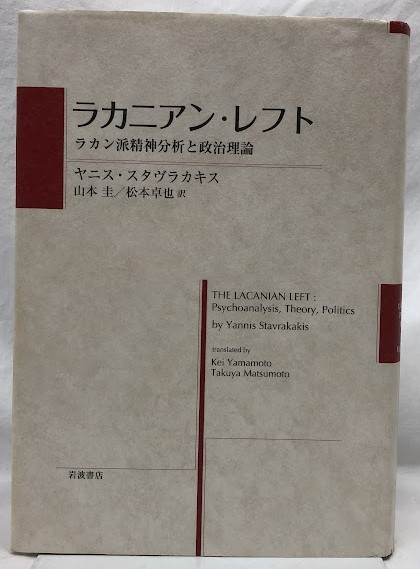 ラカニアン・レフト
ラカン派精神分析と政治理論
ヤニス・スタヴラカキス
山本 圭／松本卓也 訳
THE LACANIAN LEFT :
Psychoanalysis, Theory, Politics
by Yannis Stavrakakis
translated by
Kei Yamamoto
Takuya Matsumoto
岩波書店